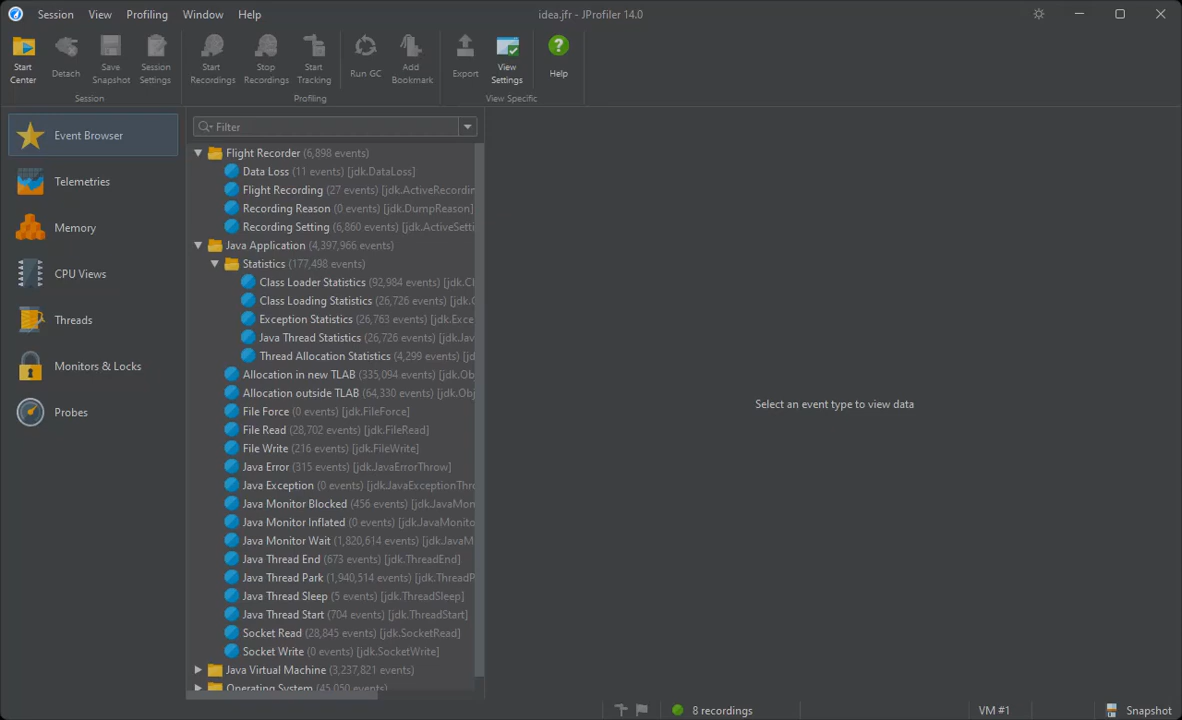 Session View Profiling Window Help
idea.jfr - JProfiler 14.0
Start Center
Detach
Save Snapshot
Session Settings
Start Recordings
Stop Recordings
Start Tracking
Run GC
Add Bookmark
Export
View Settings
Help
Session
Profiling
View Specific
Event Browser
Telemetries
Memory
CPU Views
Threads
Monitors & Locks
Probes
Filter
Flight Recorder (6,898 events)
Data Loss (11 events) [jdk.DataLoss]
Flight Recording (27 events) [jdk.ActiveRecordin
Recording Reason (0 events) [jdk.DumpReason]
Recording Setting (6,860 events) [jdk.ActiveSetti
Java Application (4,397,966 events)
Statistics (177,498 events)
Class Loader Statistics (92,984 events) [jdk.Cl
Class Loading Statistics (26,726 events) [jdk.C
Exception Statistics (26,763 events) [jdk.Exce
Java Thread Statistics (26,726 events) [jdk.Jav
Thread Allocation Statistics (4,299 events) [jd
Allocation in new TLAB (335,094 events) [jdk.Ob
Allocation outside TLAB (64,330 events) [jdk.Obj
File Force (0 events) [jdk.FileForce]
File Read (28,702 events) [jdk.FileRead]
File Write (216 events) [jdk.FileWrite]
Java Error (315 events) [jdk.JavaErrorThrow]
Java Exception (0 events) [jdk.JavaExceptionThro
Java Monitor Blocked (456 events) [jdk.JavaMon
Java Monitor Inflated (0 events) [jdk.JavaMonito
Java Monitor Wait (1,820,614 events) [jdk.JavaM
Java Thread End (673 events) [jdk.ThreadEnd]
Java Thread Park (1,940,514 events) [jdk.ThreadP
Java Thread Sleep (5 events) [jdk.ThreadSleep]
Java Thread Start (704 events) [jdk.ThreadStart]
Socket Read (28,845 events) [jdk.SocketRead]
Socket Write (0 events) [jdk.SocketWrite]
Java Virtual Machine (3,237,821 events)
Operating System (45,050 events)
Select an event type to view data
8 recordings
VM #1
Snapshot